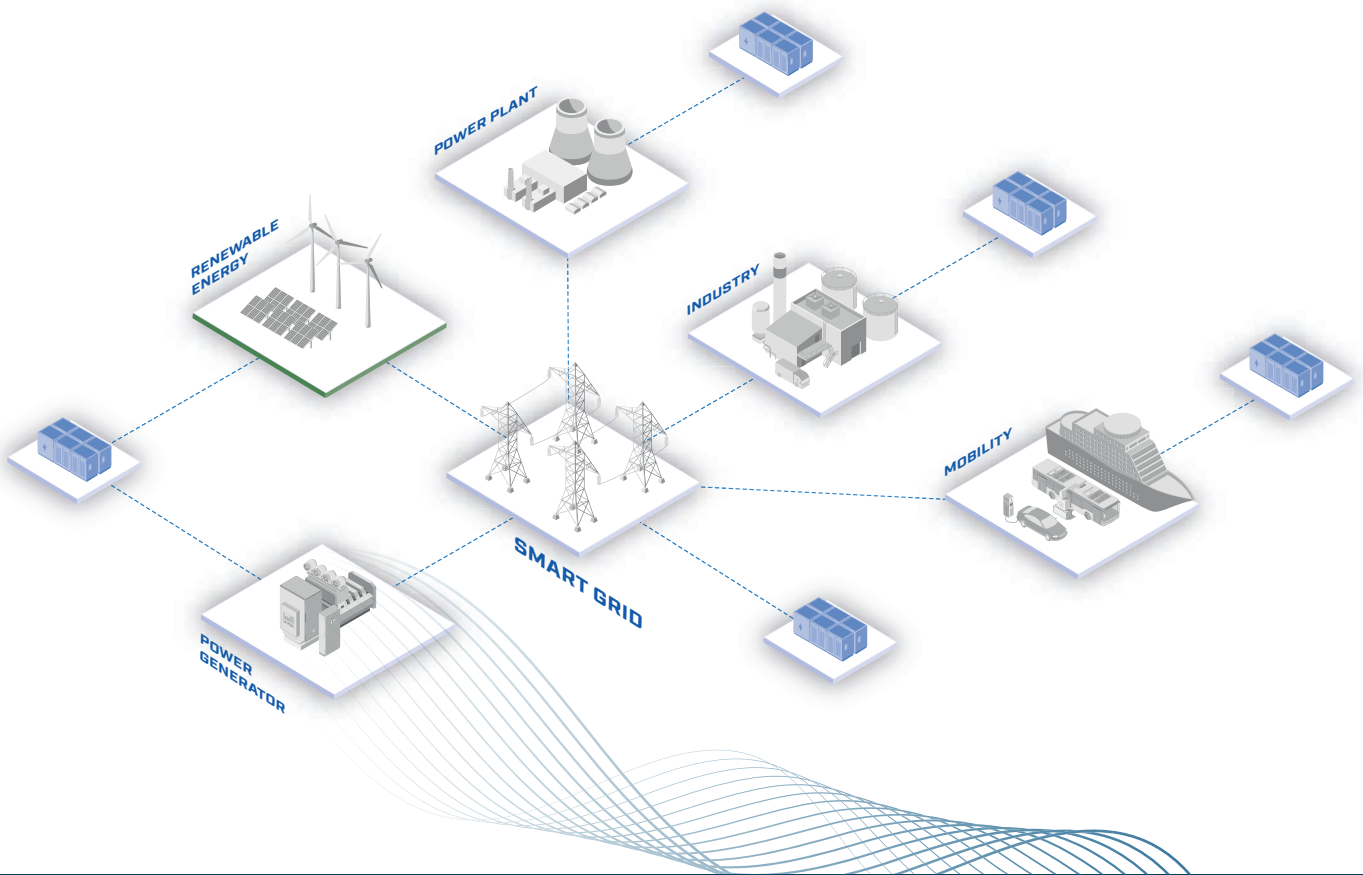 POWER PLANT
RENEWABLE
ENERGY
INDUSTRY
MOBILITY
SMART GRID
POWER
GENERATOR